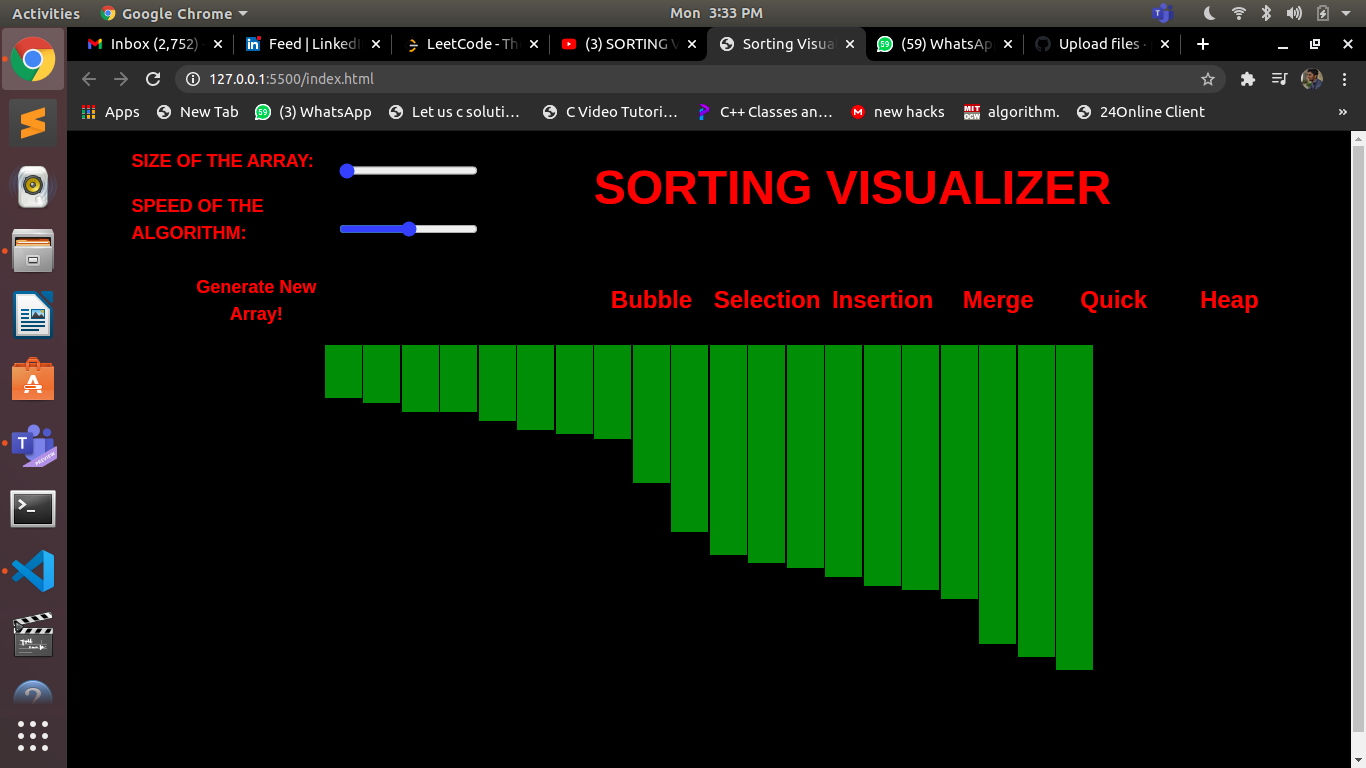 Activities Google Chrome Mon 3:33 PM
Inbox (2,752) Feed | Linked LeetCode - Th (3) SORTING V Sorting Visua (59) WhatsAp Upload files ·
127.0.0.1:5500/index.html
Apps New Tab (3) WhatsApp Let us c soluti… C Video Tutori… C++ Classes an… new hacks MIT OCW algorithm. 24Online Client »
SIZE OF THE ARRAY:
SORTING VISUALIZER
SPEED OF THE
ALGORITHM:
Generate New
Array!
Bubble Selection Insertion Merge Quick Heap